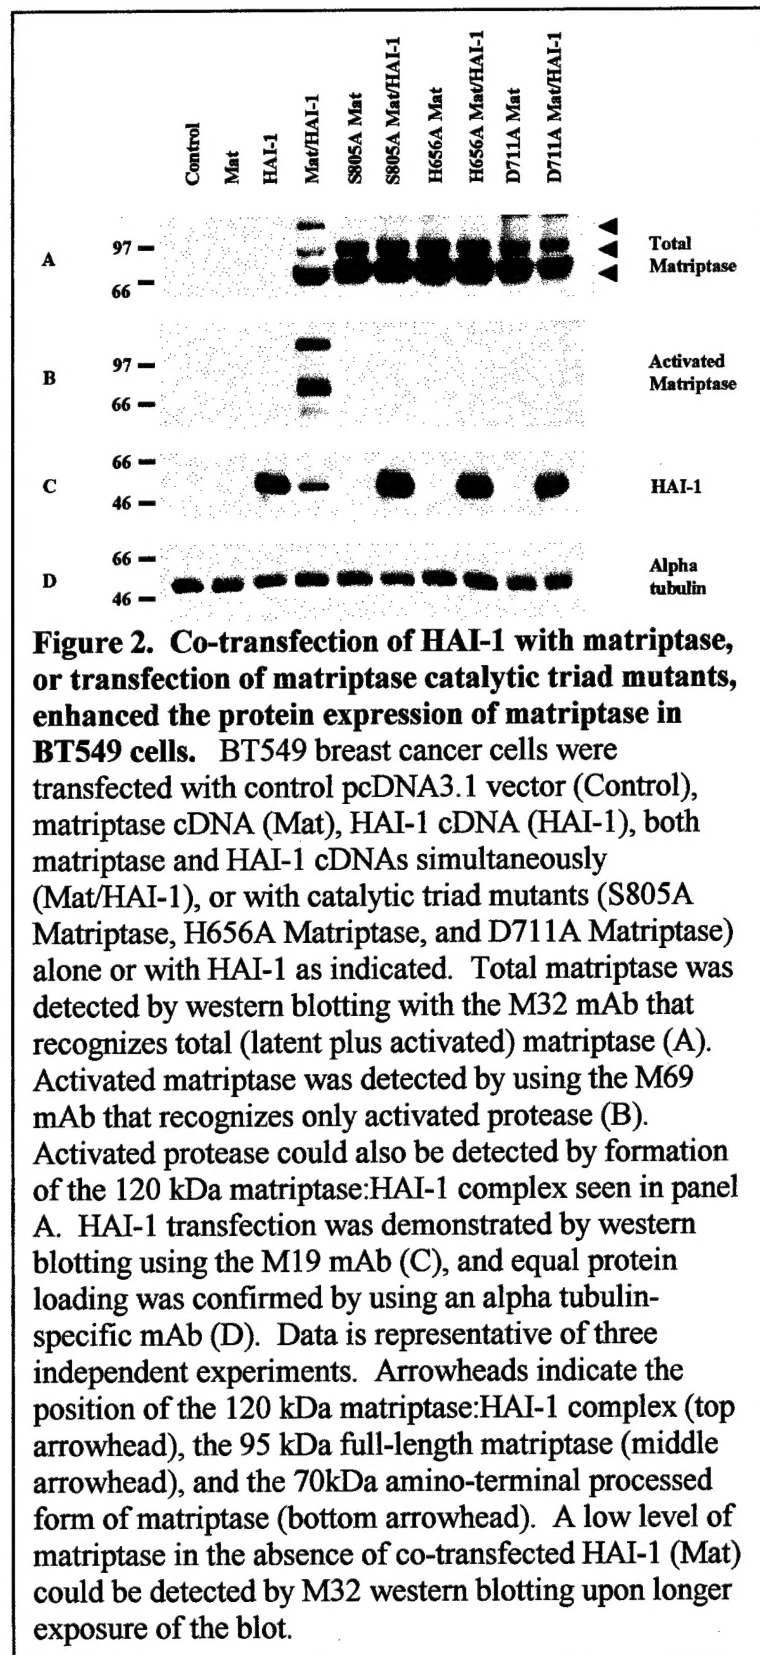 Control
Mat
HAI-1
Mat/HAI-1
S805A Mat
S805A Mat/HAI-1
H656A Mat
H656A Mat/HAI-1
D711A Mat
D711A Mat/HAI-1
A
97
66
Total
Matriptase
B
97
66
Activated
Matriptase
C
66
46
HAI-1
D
66
46
Alpha
tubulin
Figure 2. Co-transfection of HAI-1 with matriptase,
or transfection of matriptase catalytic triad mutants,
enhanced the protein expression of matriptase in
BT549 cells. BT549 breast cancer cells were
transfected with control pcDNA3.1 vector (Control),
matriptase cDNA (Mat), HAI-1 cDNA (HAI-1), both
matriptase and HAI-1 cDNAs simultaneously
(Mat/HAI-1), or with catalytic triad mutants (S805A
Matriptase, H656A Matriptase, and D711A Matriptase)
alone or with HAI-1 as indicated. Total matriptase was
detected by western blotting with the M32 mAb that
recognizes total (latent plus activated) matriptase (A).
Activated matriptase was detected by using the M69
mAb that recognizes only activated protease (B).
Activated protease could also be detected by formation
of the 120 kDa matriptase:HAI-1 complex seen in panel
A. HAI-1 transfection was demonstrated by western
blotting using the M19 mAb (C), and equal protein
loading was confirmed by using an alpha tubulin-
specific mAb (D). Data is representative of three
independent experiments. Arrowheads indicate the
position of the 120 kDa matriptase:HAI-1 complex (top
arrowhead), the 95 kDa full-length matriptase (middle
arrowhead), and the 70kDa amino-terminal processed
form of matriptase (bottom arrowhead). A low level of
matriptase in the absence of co-transfected HAI-1 (Mat)
could be detected by M32 western blotting upon longer
exposure of the blot.